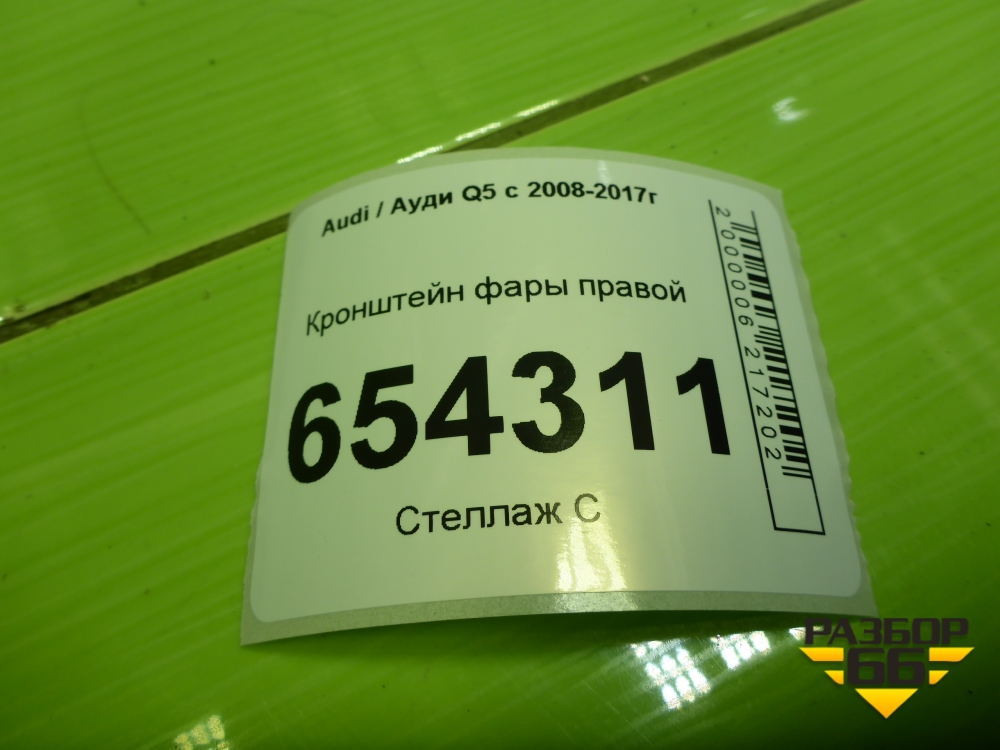 Audi / Ауди Q5 с 2008-2017г
Кронштейн фары правой
654311
Стеллаж С
2000006217202
РАЗБОР
66